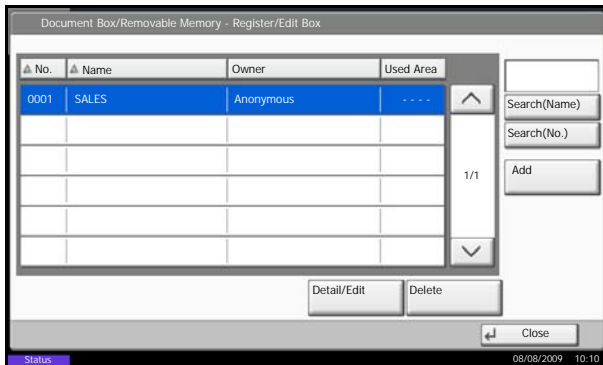 Document Box/Removable Memory - Register/Edit Box
No. Name Owner Used Area
0001 SALES Anonymous - - - -
Search(Name)
Search(No.)
1/1
Add
Detail/Edit Delete
Close
Status 08/08/2009 10:10